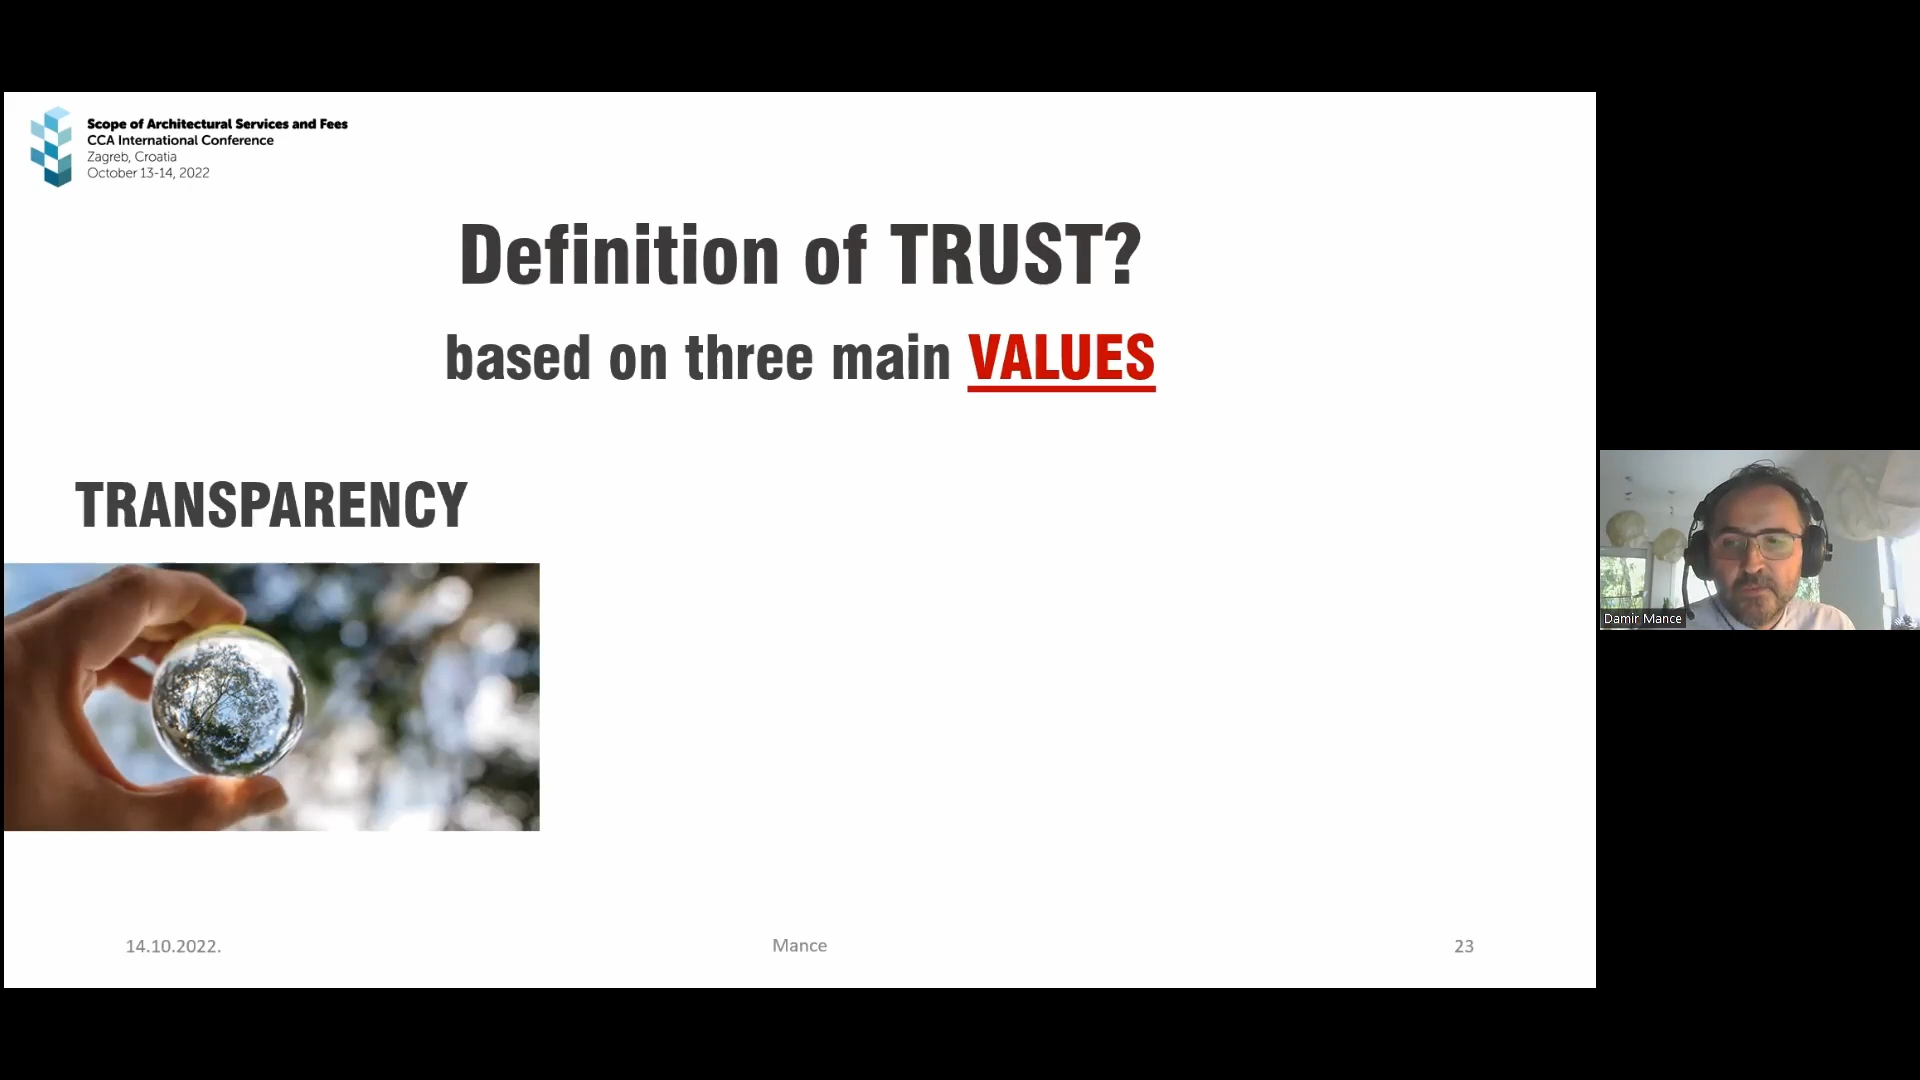 Scope of Architectural Services and Fees
CCA International Conference
Zagreb, Croatia
October 13-14, 2022
Definition of TRUST?
based on three main VALUES
TRANSPARENCY
Damir Mance
14.10.2022.
Mance
23